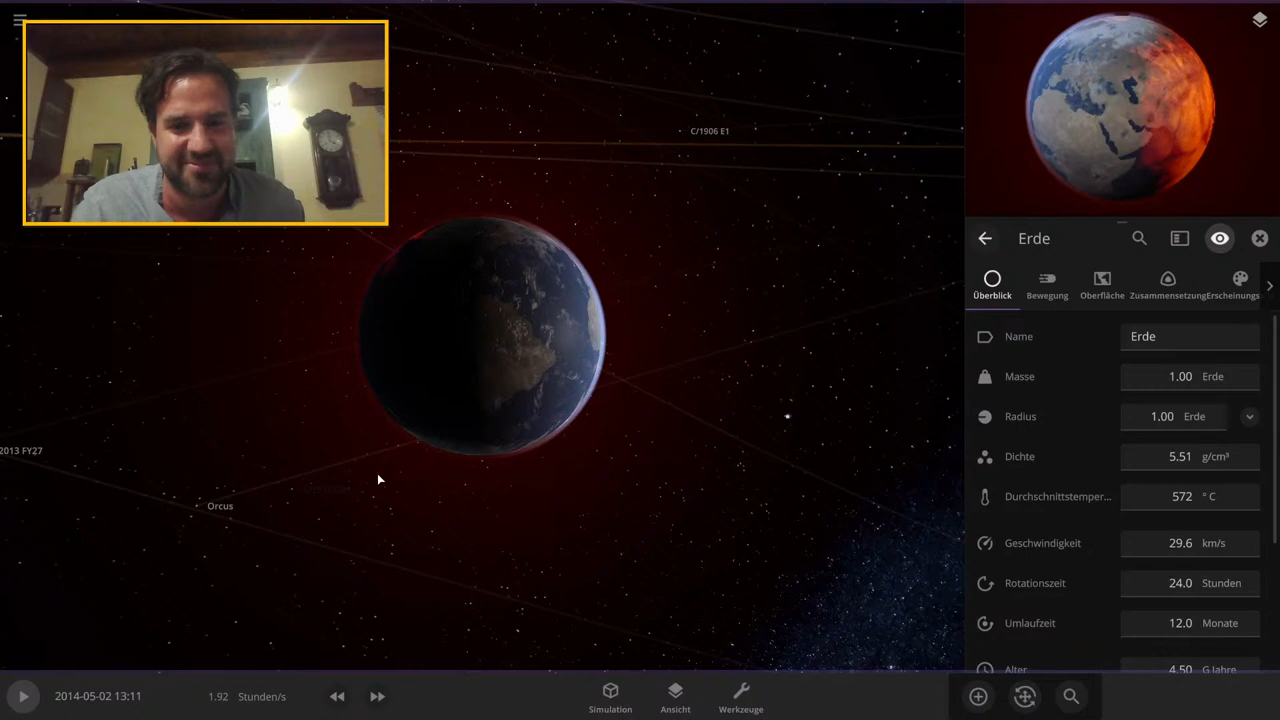 C/1906 E1
2013 FY27
Orcus
Erde
Überblick
Bewegung
Oberfläche
Zusammensetzung
Erscheinungs
Name Erde
Masse 1.00 Erde
Radius 1.00 Erde
Dichte 5.51 g/cm³
Durchschnittstemper... 572 ° C
Geschwindigkeit 29.6 km/s
Rotationszeit 24.0 Stunden
Umlaufzeit 12.0 Monate
Alter 4.50 G Jahre
2014-05-02 13:11
1.92 Stunden/s
Simulation
Ansicht
Werkzeuge